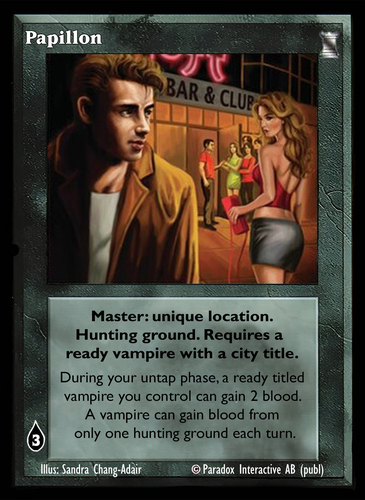 Papillon
BAR & CLUB
Master: unique location.
Hunting ground. Requires a
ready vampire with a city title.
During your untap phase, a ready titled
vampire you control can gain 2 blood.
A vampire can gain blood from
only one hunting ground each turn.
3
Illus: Sandra Chang-Adair © Paradox Interactive AB (publ)